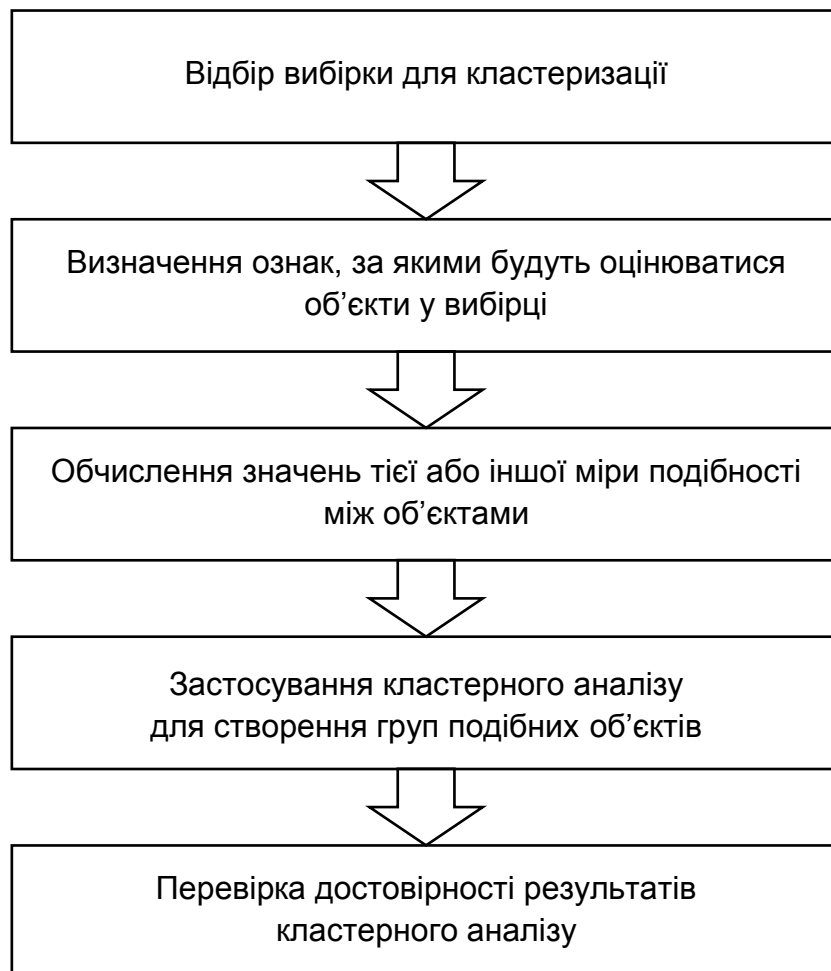 Відбір вибірки для кластеризації
Визначення ознак, за якими будуть оцінюватися
об’єкти у вибірці
Обчислення значень тієї або іншої міри подібності
між об’єктами
Застосування кластерного аналізу
для створення груп подібних об’єктів
Перевірка достовірності результатів
кластерного аналізу